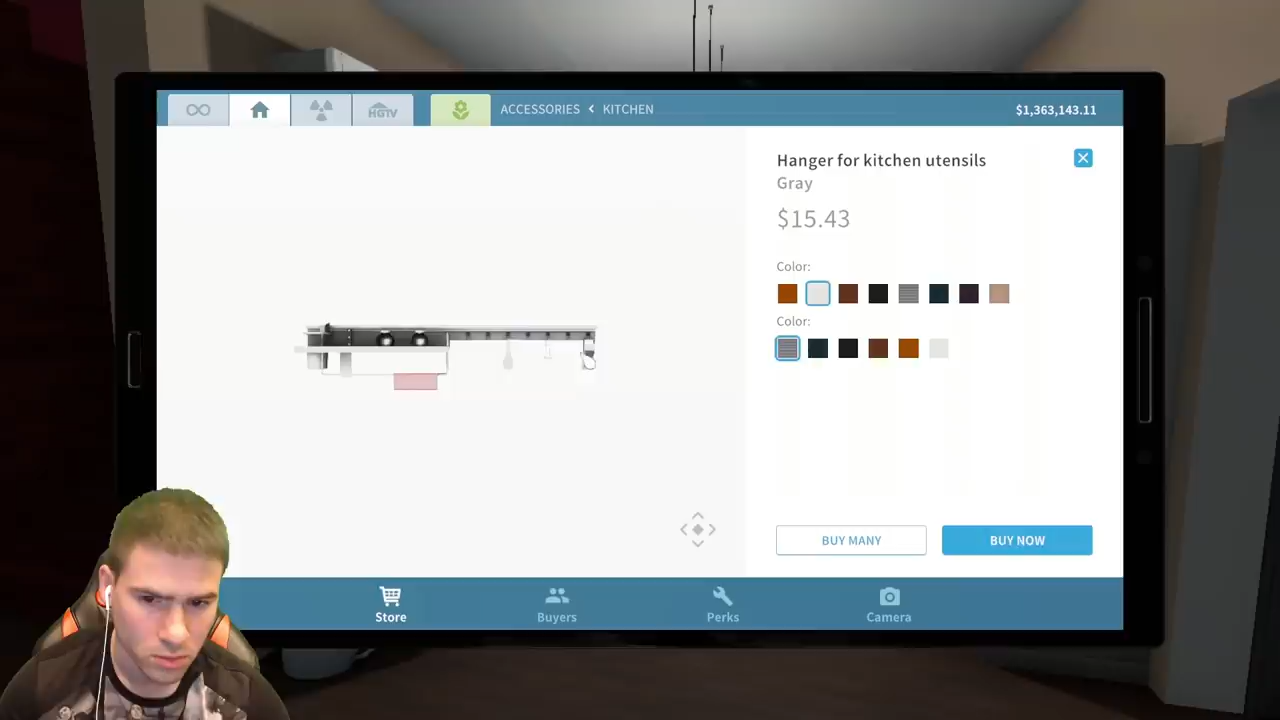 HGTV
ACCESSORIES < KITCHEN
$1,363,143.11
Hanger for kitchen utensils
Gray
$15.43
Color:
Color:
BUY MANY
BUY NOW
Store
Buyers
Perks
Camera